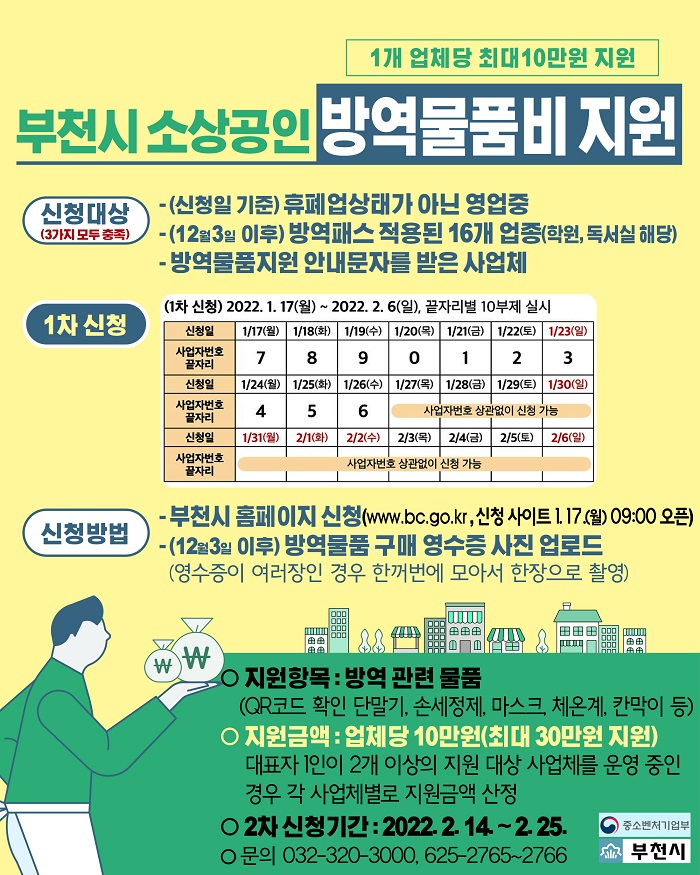 1개 업체당 최대10만원 지원
부천시 소상공인 방역물품비 지원
신청대상
(3가지 모두 충족)
- (신청일 기준) 휴폐업상태가 아닌 영업중
- (12월3일 이후) 방역패스 적용된 16개 업종(학원, 독서실 해당)
- 방역물품지원 안내문자를 받은 사업체
1차 신청
(1차 신청) 2022. 1. 17(월) ~ 2022. 2. 6(일), 끝자리별 10부제 실시
신청일 1/17(월) 1/18(화) 1/19(수) 1/20(목) 1/21(금) 1/22(토) 1/23(일)
사업자번호 끝자리 7 8 9 0 1 2 3
신청일 1/24(월) 1/25(화) 1/26(수) 1/27(목) 1/28(금) 1/29(토) 1/30(일)
사업자번호 끝자리 4 5 6 사업자번호 상관없이 신청 가능
신청일 1/31(월) 2/1(화) 2/2(수) 2/3(목) 2/4(금) 2/5(토) 2/6(일)
사업자번호 끝자리 사업자번호 상관없이 신청 가능
신청방법
- 부천시 홈페이지 신청(www.bc.go.kr, 신청 사이트 1. 17.(월) 09:00 오픈)
- (12월3일 이후) 방역물품 구매 영수증 사진 업로드
(영수증이 여러장인 경우 한꺼번에 모아서 한장으로 촬영)
₩ ₩
○ 지원항목 : 방역 관련 물품
(QR코드 확인 단말기, 손세정제, 마스크, 체온계, 칸막이 등)
○ 지원금액 : 업체당 10만원(최대 30만원 지원)
대표자 1인이 2개 이상의 지원 대상 사업체를 운영 중인
경우 각 사업체별로 지원금액 산정
○ 2차 신청기간 : 2022. 2. 14. ~ 2. 25.
○ 문의 032-320-3000, 625-2765~2766
중소벤처기업부
부천시